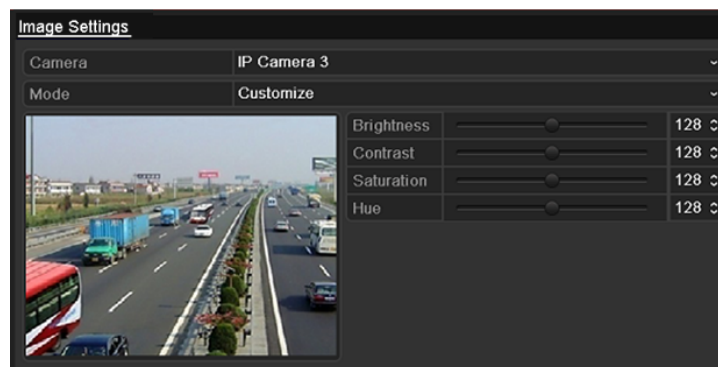 Image Settings
Camera IP Camera 3
Mode Customize
Brightness 128
Contrast 128
Saturation 128
Hue 128